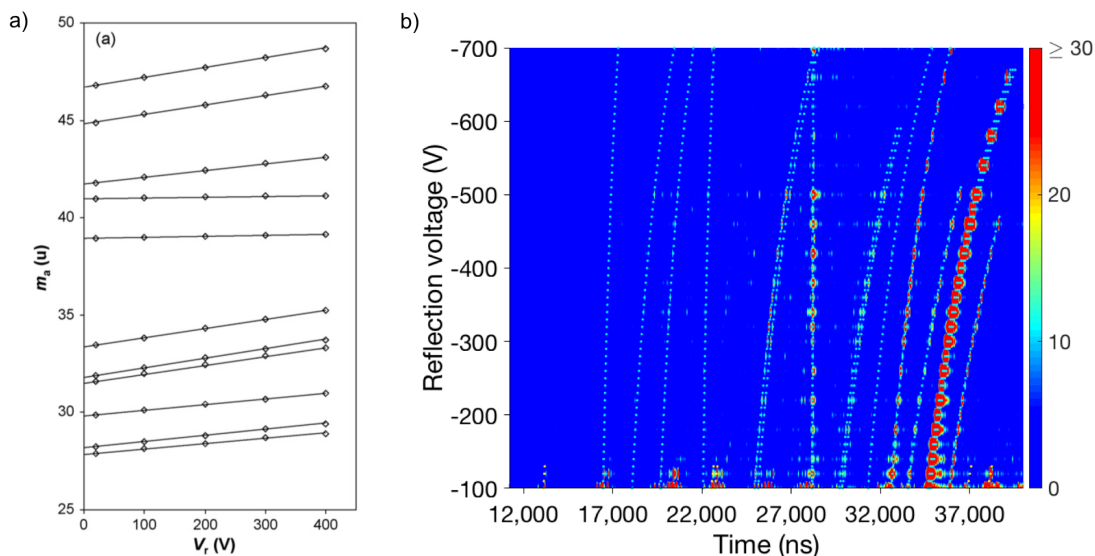 a)
(a)
50
45
40
35
30
25
m_a (u)
0 100 200 300 400
V_r (V)
b)
-700
-600
-500
-400
-300
-200
-100
Reflection voltage (V)
12,000 17,000 22,000 27,000 32,000 37,000
Time (ns)
≥ 30
20
10
0